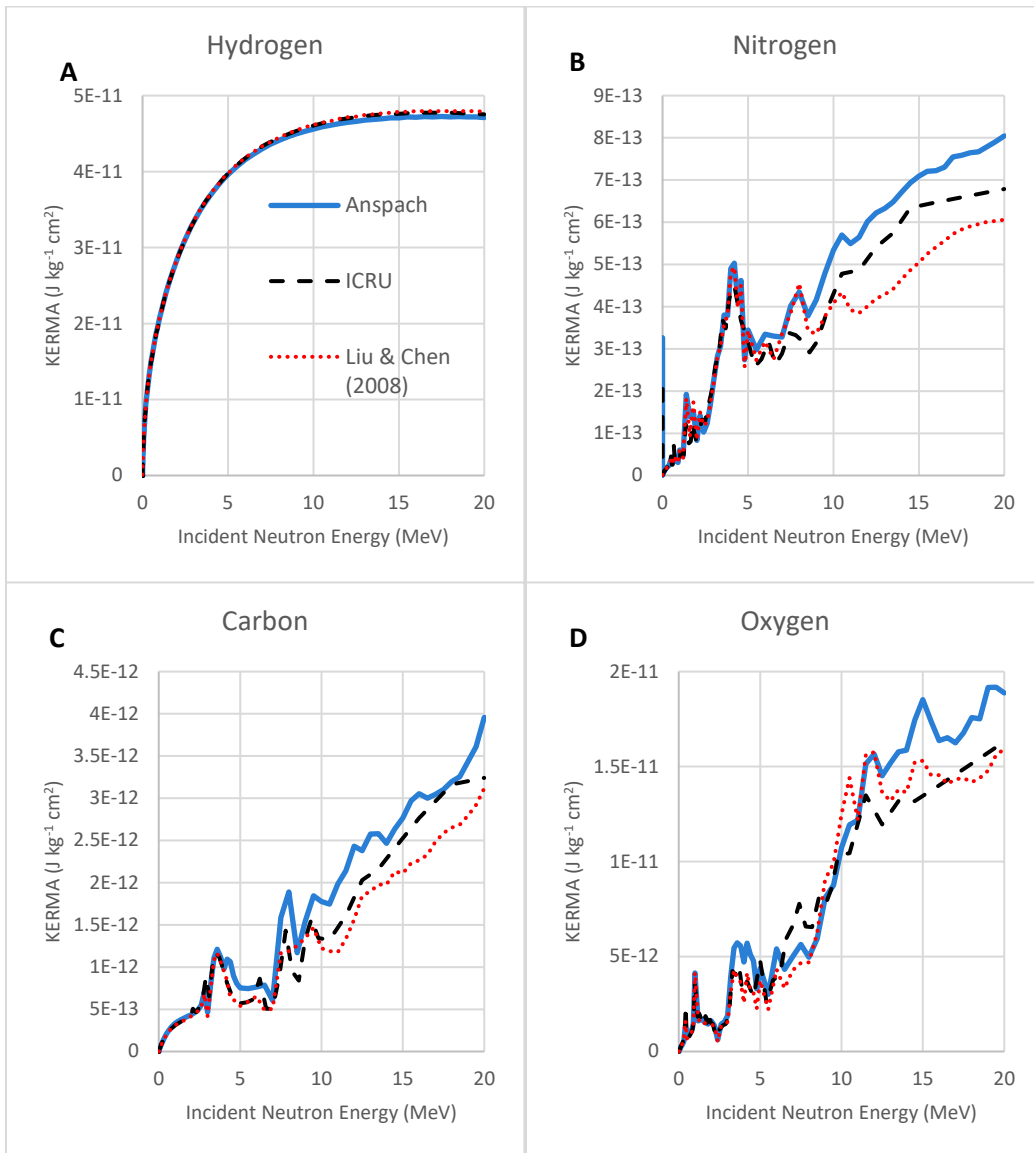 Hydrogen
A
5E-11
4E-11
3E-11
2E-11
1E-11
0
KERMA (J kg⁻¹ cm²)
Anspach
ICRU
Liu & Chen
(2008)
0 5 10 15 20
Incident Neutron Energy (MeV)
Nitrogen
B
9E-13
8E-13
7E-13
6E-13
5E-13
4E-13
3E-13
2E-13
1E-13
0
KERMA (J kg⁻¹ cm²)
0 5 10 15 20
Incident Neutron Energy (MeV)
Carbon
C
4.5E-12
4E-12
3.5E-12
3E-12
2.5E-12
2E-12
1.5E-12
1E-12
5E-13
0
KERMA (J kg⁻¹ cm²)
0 5 10 15 20
Incident Neutron Energy (MeV)
Oxygen
D
2E-11
1.5E-11
1E-11
5E-12
0
KERMA (J kg⁻¹ cm²)
0 5 10 15 20
Incident Neutron Energy (MeV)